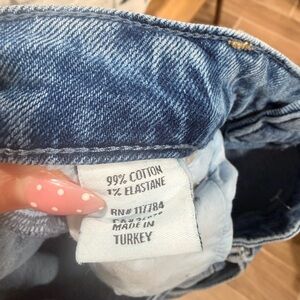 99% COTTON
1% ELASTANE
RN# 117784
MADE IN
TURKEY